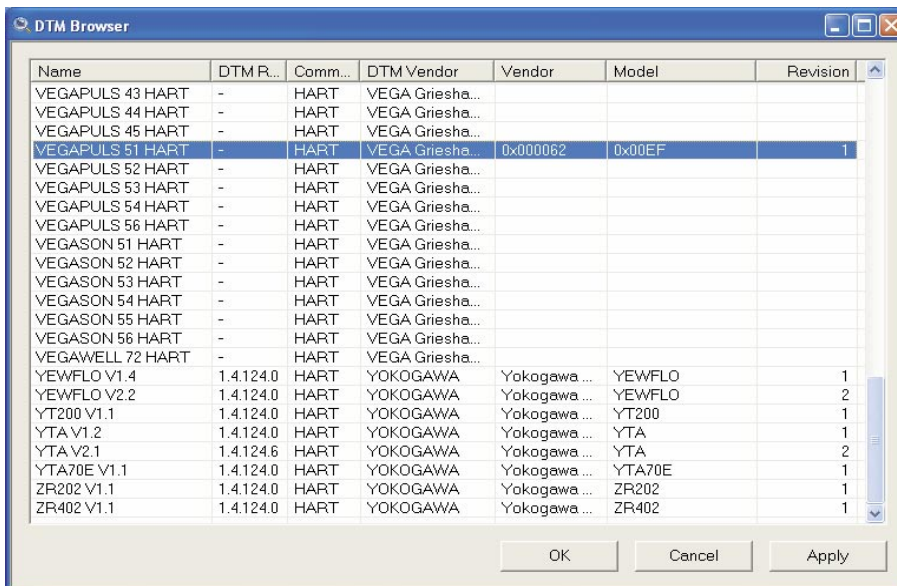 DTM Browser
Name DTM R... Comm... DTM Vendor Vendor Model Revision
VEGAPULS 43 HART - HART VEGA Griesha...
VEGAPULS 44 HART - HART VEGA Griesha...
VEGAPULS 45 HART - HART VEGA Griesha...
VEGAPULS 51 HART - HART VEGA Griesha... 0x000062 0x00EF 1
VEGAPULS 52 HART - HART VEGA Griesha...
VEGAPULS 53 HART - HART VEGA Griesha...
VEGAPULS 54 HART - HART VEGA Griesha...
VEGAPULS 56 HART - HART VEGA Griesha...
VEGASON 51 HART - HART VEGA Griesha...
VEGASON 52 HART - HART VEGA Griesha...
VEGASON 53 HART - HART VEGA Griesha...
VEGASON 54 HART - HART VEGA Griesha...
VEGASON 55 HART - HART VEGA Griesha...
VEGASON 56 HART - HART VEGA Griesha...
VEGAWELL 72 HART - HART VEGA Griesha...
YEWFLO V1.4 1.4.124.0 HART YOKOGAWA Yokogawa ... YEWFLO 1
YEWFLO V2.2 1.4.124.0 HART YOKOGAWA Yokogawa ... YEWFLO 2
YT200 V1.1 1.4.124.0 HART YOKOGAWA Yokogawa ... YT200 1
YTA V1.2 1.4.124.0 HART YOKOGAWA Yokogawa ... YTA 1
YTA V2.1 1.4.124.6 HART YOKOGAWA Yokogawa ... YTA 2
YTA70E V1.1 1.4.124.0 HART YOKOGAWA Yokogawa ... YTA70E 1
ZR202 V1.1 1.4.124.0 HART YOKOGAWA Yokogawa ... ZR202 1
ZR402 V1.1 1.4.124.0 HART YOKOGAWA Yokogawa ... ZR402 1
OK Cancel Apply